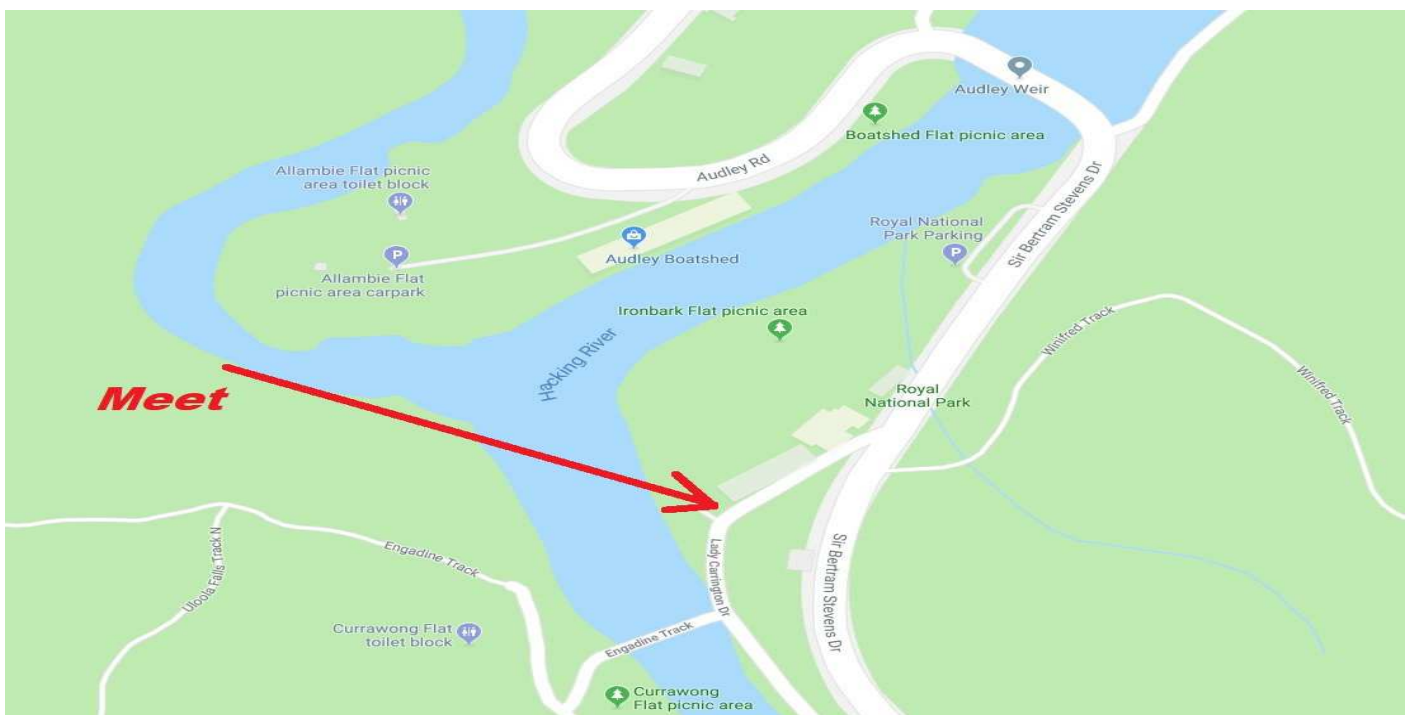 Audley Weir
Boatshed Flat picnic area
Audley Rd
Allambie Flat picnic
area toilet block
Sir Bertram Stevens Dr
Royal National
Park Parking
Audley Boatshed
Allambie Flat
picnic area carpark
Ironbark Flat picnic area
Winifred Track
Hacking River
Winifred Track
Meet
Royal
National Park
Engadine Track
Lady Carrington Dr
Sir Bertram Stevens Dr
Uloola Falls Track N
Currawong Flat
toilet block
Engadine Track
Currawong
Flat picnic area
P
P